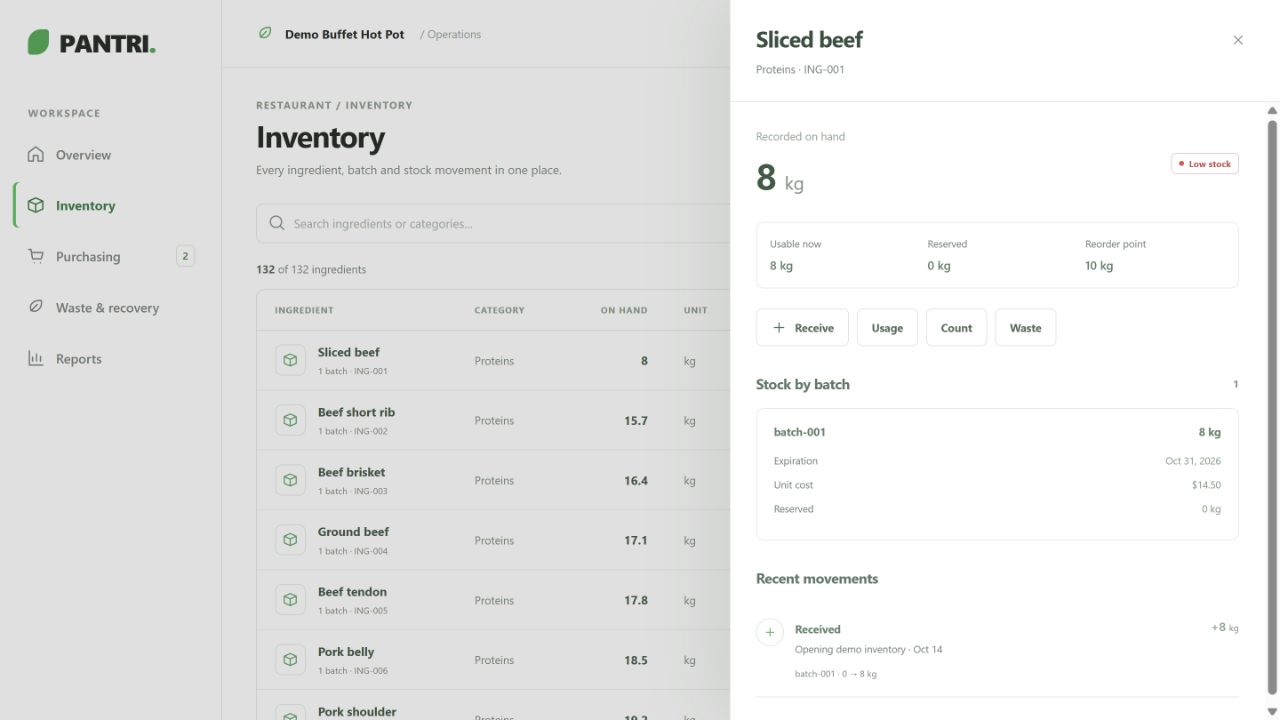 PANTRI.
WORKSPACE
Overview
Inventory
Purchasing 2
Waste & recovery
Reports
Demo Buffet Hot Pot / Operations
RESTAURANT / INVENTORY
Inventory
Every ingredient, batch and stock movement in one place.
Search ingredients or categories...
132 of 132 ingredients
INGREDIENT CATEGORY ON HAND UNIT
Sliced beef Proteins 8 kg
1 batch · ING-001
Beef short rib Proteins 15.7 kg
1 batch · ING-002
Beef brisket Proteins 16.4 kg
1 batch · ING-003
Ground beef Proteins 17.1 kg
1 batch · ING-004
Beef tendon Proteins 17.8 kg
1 batch · ING-005
Pork belly Proteins 18.5 kg
1 batch · ING-006
Pork shoulder 19.2
Sliced beef
Proteins · ING-001
Recorded on hand
8 kg
Low stock
Usable now Reserved Reorder point
8 kg 0 kg 10 kg
Receive Usage Count Waste
Stock by batch 1
batch-001 8 kg
Expiration Oct 31, 2026
Unit cost $14.50
Reserved 0 kg
Recent movements
Received +8 kg
Opening demo inventory · Oct 14
batch-001 · 0 → 8 kg